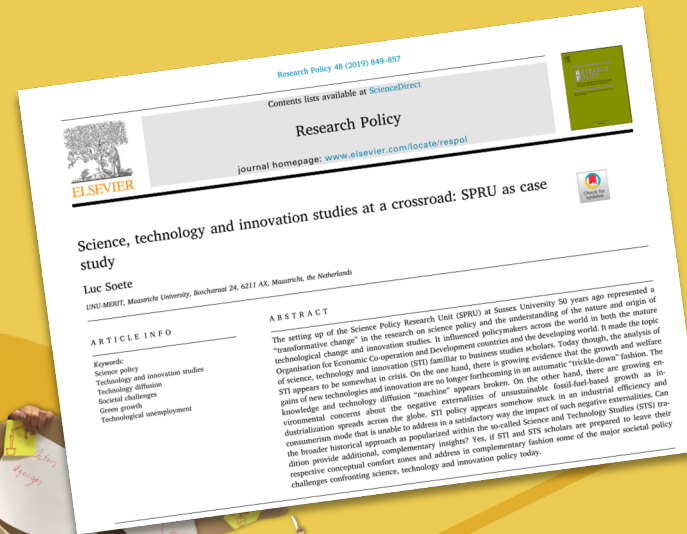 Research Policy 48 (2019) 849–857
Contents lists available at ScienceDirect
Research Policy
journal homepage: www.elsevier.com/locate/respol
ELSEVIER
Check for
updates
Science, technology and innovation studies at a crossroad: SPRU as case
study
Luc Soete
UNU-MERIT, Maastricht University, Boschstraat 24, 6211 AX, Maastricht, the Netherlands
ARTICLE INFO
Keywords:
Science policy
Technology and innovation studies
Technology diffusion
Societal challenges
Green growth
Technological unemployment
ABSTRACT
The setting up of the Science Policy Research Unit (SPRU) at Sussex University 50 years ago represented a
"transformative change" in the research on science policy and the understanding of the nature and origin of
technological change and innovation studies. It influenced policymakers across the world in both the mature
Organisation for Economic Co-operation and Development countries and the developing world. It made the topic
of science, technology and innovation (STI) familiar to business studies scholars. Today though, the analysis of
STI appears to be somewhat in crisis. On the one hand, there is growing evidence that the growth and welfare
gains of new technologies and innovation are no longer forthcoming in an automatic "trickle-down" fashion. The
knowledge and technology diffusion "machine" appears broken. On the other hand, there are growing en-
vironmental concerns about the negative externalities of unsustainable fossil-fuel-based growth as in-
dustrialization spreads across the globe. STI policy appears somehow stuck in an industrial efficiency and
consumerism mode that is unable to address in a satisfactory way the impact of such negative externalities. Can
the broader historical approach as popularized within the so-called Science and Technology Studies (STS) tra-
dition provide additional, complementary insights? Yes, if STI and STS scholars are prepared to leave their
respective conceptual comfort zones and address in complementary fashion some of the major societal policy
challenges confronting science, technology and innovation policy today.